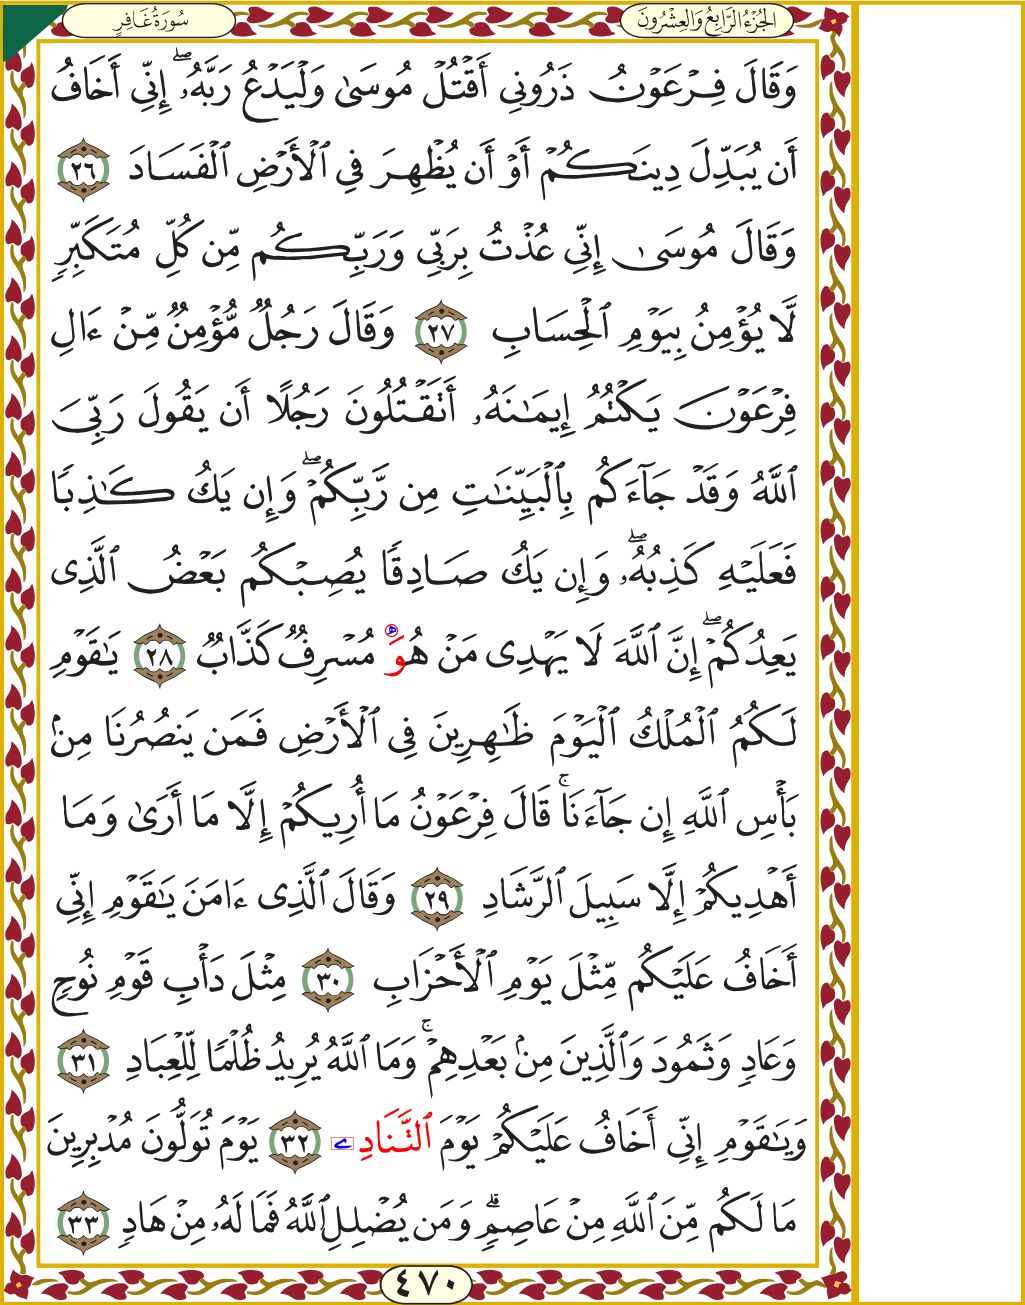 الجُزْءُ الرَّابِعُ وَالعِشْرُونَ
سُورَةُ غَافِرٍ
وَقَالَ فِرْعَوْنُ ذَرُونِي أَقْتُلْ مُوسَىٰ وَلْيَدْعُ رَبَّهُۥٓۖ إِنِّي أَخَافُ
أَن يُبَدِّلَ دِينَكُمْ أَوْ أَن يُظْهِرَ فِي ٱلْأَرْضِ ٱلْفَسَادَ ٢٦
وَقَالَ مُوسَىٰ إِنِّي عُذْتُ بِرَبِّي وَرَبِّكُم مِّن كُلِّ مُتَكَبِّرٍ
لَّا يُؤْمِنُ بِيَوْمِ ٱلْحِسَابِ ٢٧ وَقَالَ رَجُلٌ مُّؤْمِنٌ مِّنْ ءَالِ
فِرْعَوْنَ يَكْتُمُ إِيمَٰنَهُۥ أَتَقْتُلُونَ رَجُلًا أَن يَقُولَ رَبِّيَ
ٱللَّهُ وَقَدْ جَآءَكُم بِٱلْبَيِّنَٰتِ مِن رَّبِّكُمْۖ وَإِن يَكُ كَٰذِبًا
فَعَلَيْهِ كَذِبُهُۥۖ وَإِن يَكُ صَادِقًا يُصِبْكُم بَعْضُ ٱلَّذِي
يَعِدُكُمْۖ إِنَّ ٱللَّهَ لَا يَهْدِي مَنْ هُوَ مُسْرِفٌ كَذَّابٌ ٢٨ يَٰقَوْمِ
لَكُمُ ٱلْمُلْكُ ٱلْيَوْمَ ظَٰهِرِينَ فِي ٱلْأَرْضِ فَمَن يَنصُرُنَا مِنۢ
بَأْسِ ٱللَّهِ إِن جَآءَنَاۚ قَالَ فِرْعَوْنُ مَا أُرِيكُمْ إِلَّا مَا أَرَىٰ وَمَا
أَهْدِيكُمْ إِلَّا سَبِيلَ ٱلرَّشَادِ ٢٩ وَقَالَ ٱلَّذِي ءَامَنَ يَٰقَوْمِ إِنِّي
أَخَافُ عَلَيْكُم مِّثْلَ يَوْمِ ٱلْأَحْزَابِ ٣٠ مِثْلَ دَأْبِ قَوْمِ نُوحٍ
وَعَادٍ وَثَمُودَ وَٱلَّذِينَ مِنۢ بَعْدِهِمْۚ وَمَا ٱللَّهُ يُرِيدُ ظُلْمًا لِّلْعِبَادِ ٣١
وَيَٰقَوْمِ إِنِّي أَخَافُ عَلَيْكُمْ يَوْمَ ٱلتَّنَادِۦ ٣٢ يَوْمَ تُوَلُّونَ مُدْبِرِينَ
مَا لَكُم مِّنَ ٱللَّهِ مِنْ عَاصِمٍۗ وَمَن يُضْلِلِ ٱللَّهُ فَمَا لَهُۥ مِنْ هَادٍ ٣٣
٤٧٠